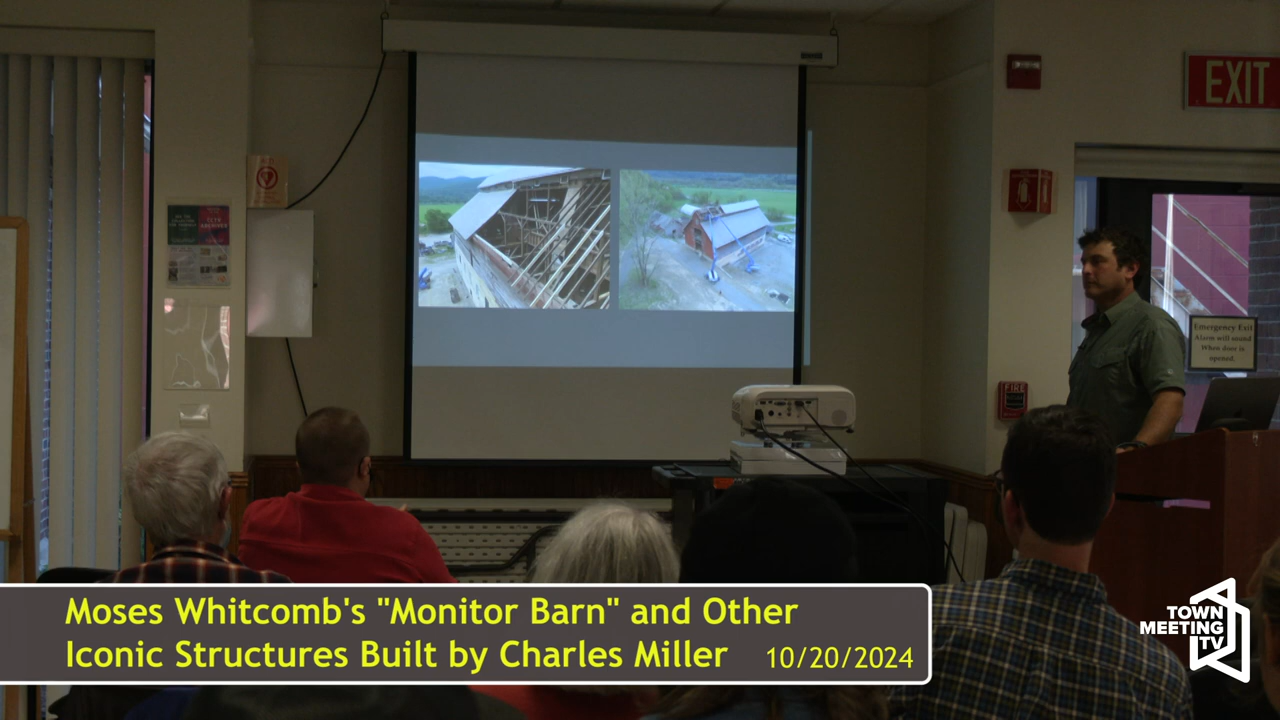 EXIT
Emergency Exit
Alarm will sound
When door is
opened.
FIRE
Moses Whitcomb's "Monitor Barn" and Other
Iconic Structures Built by Charles Miller 10/20/2024
TOWN
MEETING
TV